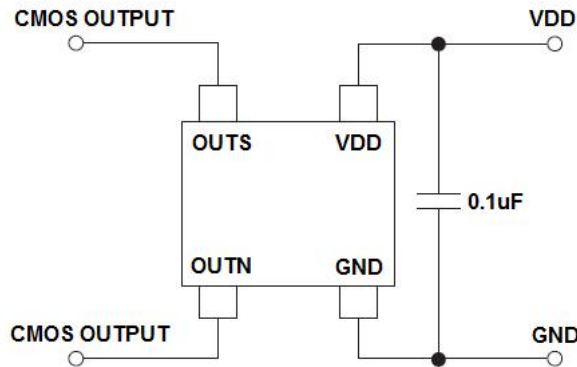 CMOS OUTPUT
VDD
OUTS
VDD
0.1uF
OUTN
GND
CMOS OUTPUT
GND